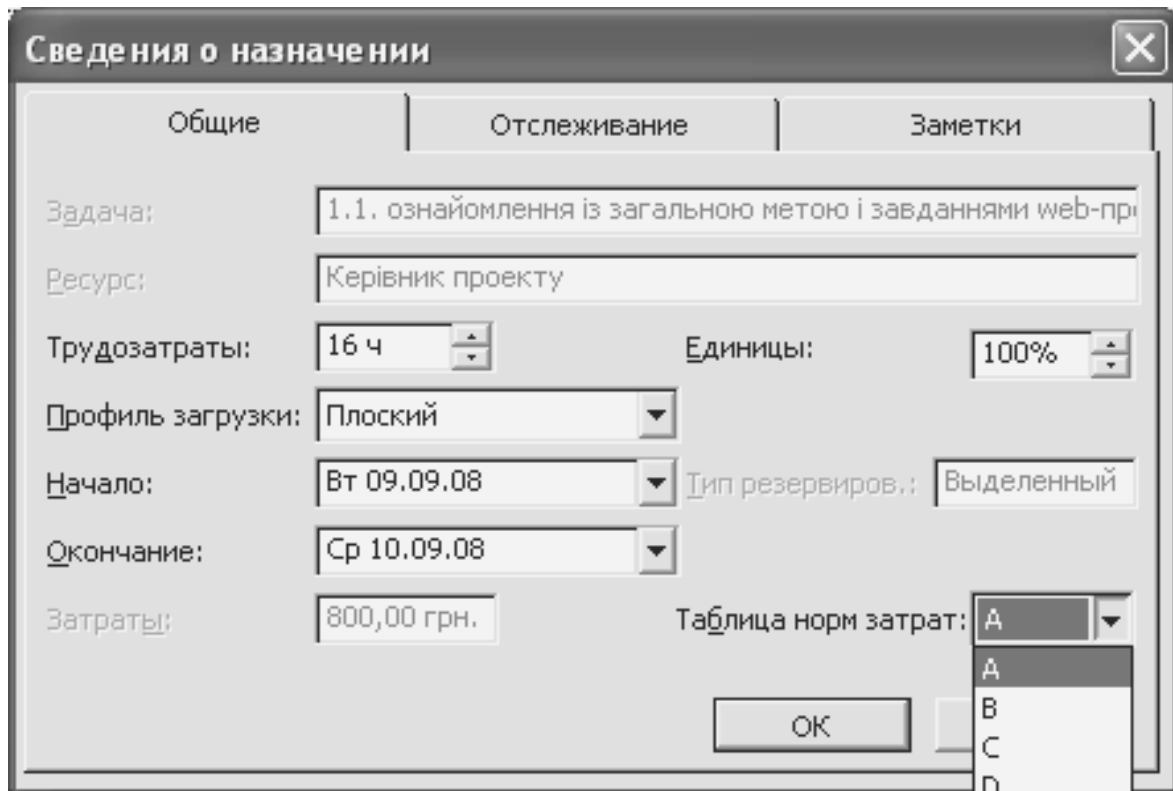 Сведения о назначении
Общие Отслеживание Заметки
Задача: 1.1. ознайомлення із загальною метою і завданнями web-про
Ресурс: Керівник проекту
Трудозатраты: 16 ч Единицы: 100%
Профиль загрузки: Плоский
Начало: Вт 09.09.08 Тип резервиров.: Выделенный
Окончание: Ср 10.09.08
Затраты: 800,00 грн. Таблица норм затрат: A
A
B
OK
C
D